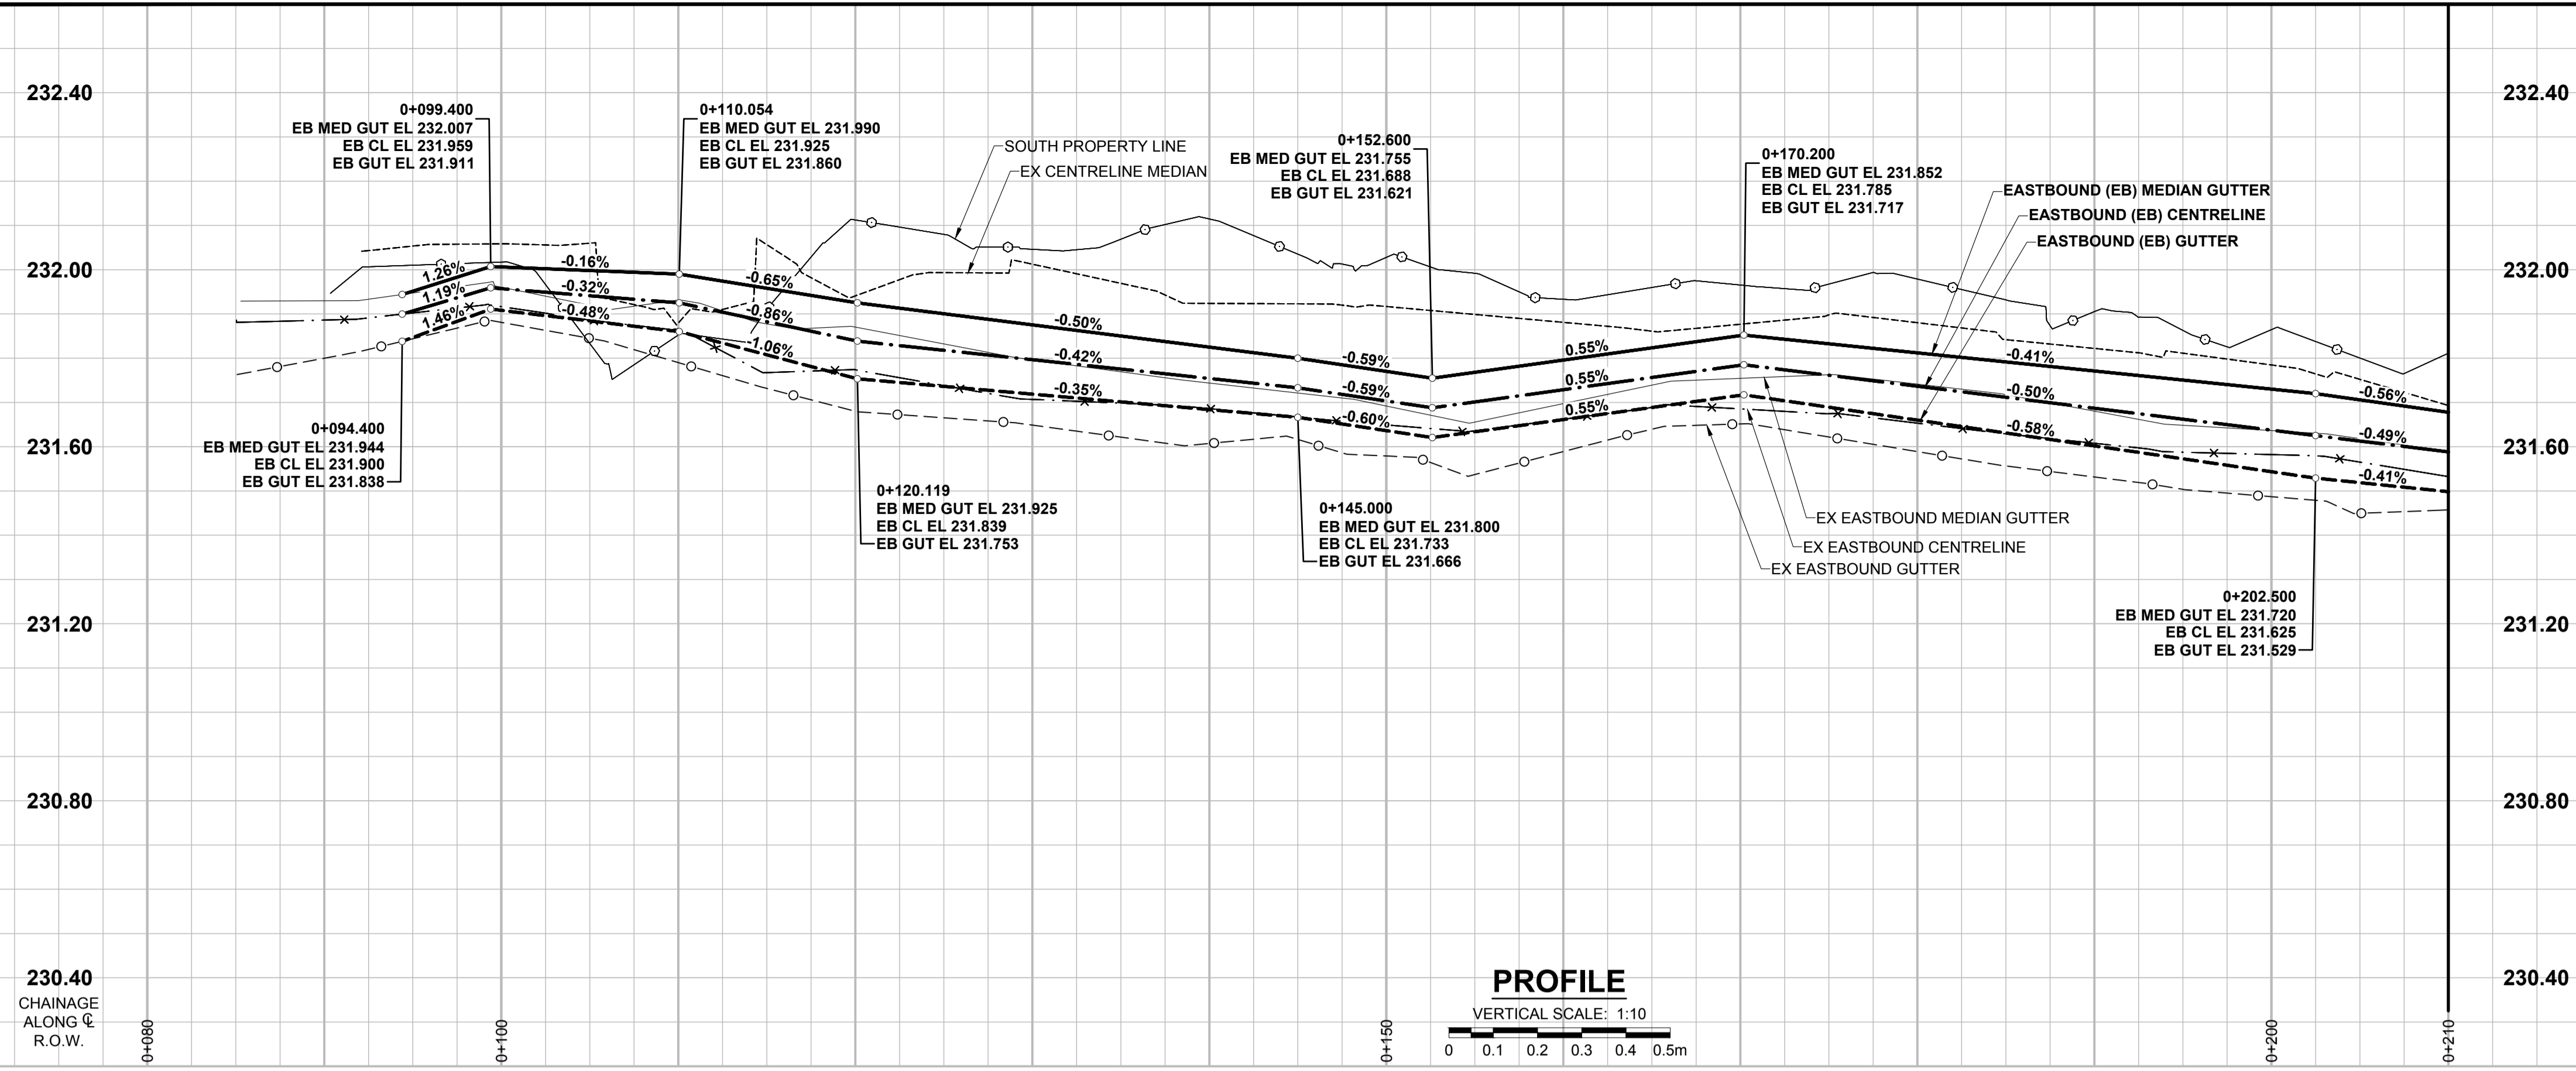 232.40
232.00
231.60
231.20
230.80
230.40
CHAINAGE
ALONG ℄
R.O.W.
0+099.400
EB MED GUT EL 232.007
EB CL EL 231.959
EB GUT EL 231.911
0+110.054
EB MED GUT EL 231.990
EB CL EL 231.925
EB GUT EL 231.860
SOUTH PROPERTY LINE
EX CENTRELINE MEDIAN
0+152.600
EB MED GUT EL 231.755
EB CL EL 231.688
EB GUT EL 231.621
0+170.200
EB MED GUT EL 231.852
EB CL EL 231.785
EB GUT EL 231.717
EASTBOUND (EB) MEDIAN GUTTER
EASTBOUND (EB) CENTRELINE
EASTBOUND (EB) GUTTER
1.26%
1.19%
1.46%
-0.16%
-0.32%
-0.48%
-0.65%
-0.86%
-1.06%
-0.50%
-0.42%
-0.35%
-0.59%
-0.59%
-0.60%
0.55%
0.55%
0.55%
-0.41%
-0.50%
-0.58%
-0.56%
-0.49%
-0.41%
0+094.400
EB MED GUT EL 231.944
EB CL EL 231.900
EB GUT EL 231.838
0+120.119
EB MED GUT EL 231.925
EB CL EL 231.839
EB GUT EL 231.753
0+145.000
EB MED GUT EL 231.800
EB CL EL 231.733
EB GUT EL 231.666
EX EASTBOUND MEDIAN GUTTER
EX EASTBOUND CENTRELINE
EX EASTBOUND GUTTER
0+202.500
EB MED GUT EL 231.720
EB CL EL 231.625
EB GUT EL 231.529
232.40
232.00
231.60
231.20
230.80
230.40
PROFILE
VERTICAL SCALE: 1:10
0 0.1 0.2 0.3 0.4 0.5m
0+080
0+100
0+150
0+200
0+210